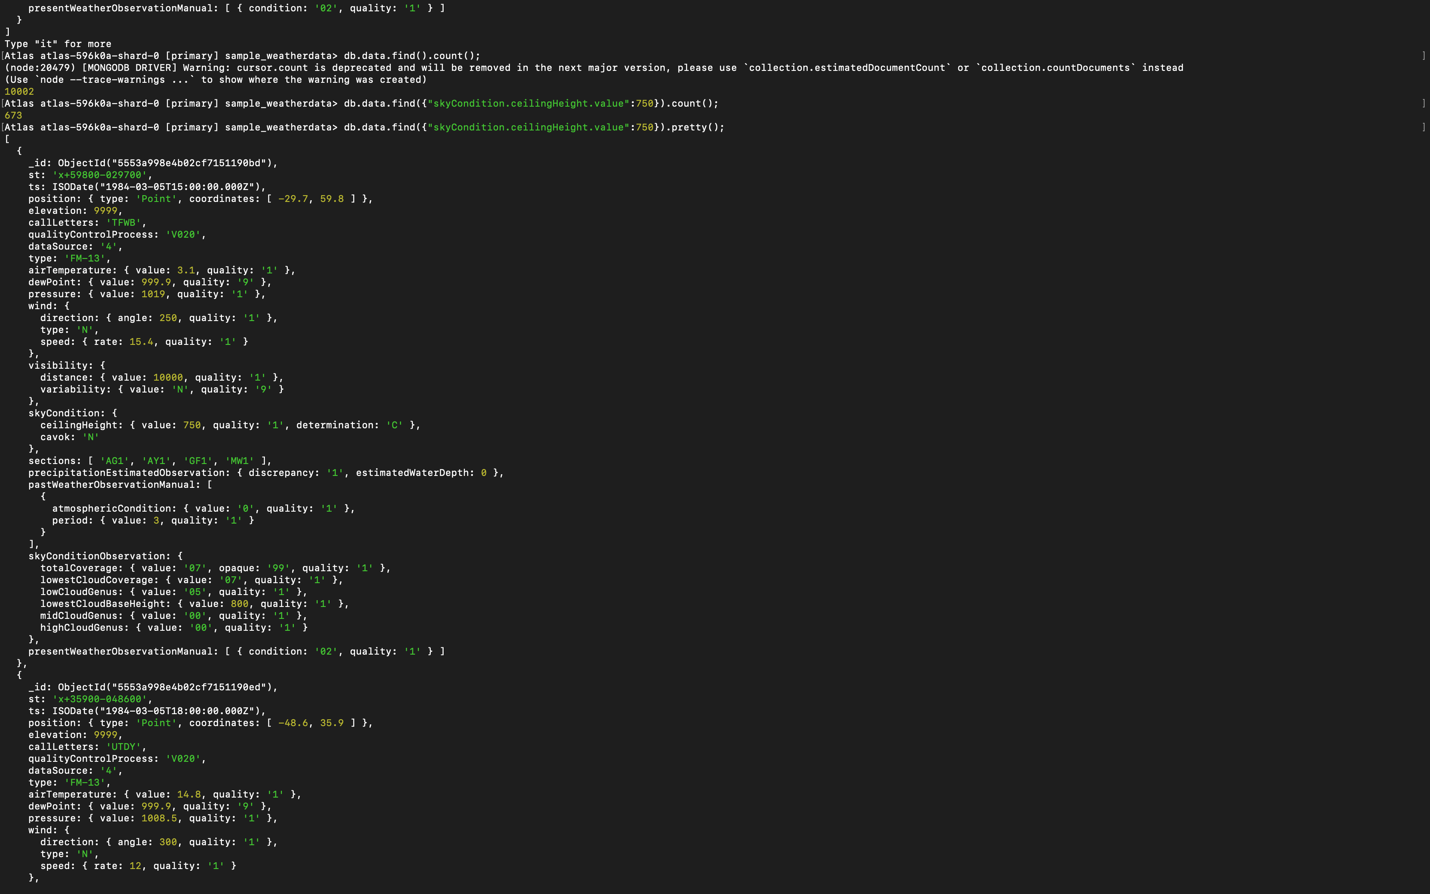 presentWeatherObservationManual: [ { condition: '02', quality: '1' } ]
}
]
Type "it" for more
[Atlas atlas-596k0a-shard-0 [primary] sample_weatherdata> db.data.find().count(); ]
(node:20479) [MONGODB DRIVER] Warning: cursor.count is deprecated and will be removed in the next major version, please use `collection.estimatedDocumentCount` or `collection.countDocuments` instead
(Use `node --trace-warnings ...` to show where the warning was created)
10002
[Atlas atlas-596k0a-shard-0 [primary] sample_weatherdata> db.data.find({"skyCondition.ceilingHeight.value":750}).count(); ]
673
[Atlas atlas-596k0a-shard-0 [primary] sample_weatherdata> db.data.find({"skyCondition.ceilingHeight.value":750}).pretty(); ]
[
{
_id: ObjectId("5553a998e4b02cf7151190bd"),
st: 'x+59800-029700',
ts: ISODate("1984-03-05T15:00:00.000Z"),
position: { type: 'Point', coordinates: [ -29.7, 59.8 ] },
elevation: 9999,
callLetters: 'TFWB',
qualityControlProcess: 'V020',
dataSource: '4',
type: 'FM-13',
airTemperature: { value: 3.1, quality: '1' },
dewPoint: { value: 999.9, quality: '9' },
pressure: { value: 1019, quality: '1' },
wind: {
direction: { angle: 250, quality: '1' },
type: 'N',
speed: { rate: 15.4, quality: '1' }
},
visibility: {
distance: { value: 10000, quality: '1' },
variability: { value: 'N', quality: '9' }
},
skyCondition: {
ceilingHeight: { value: 750, quality: '1', determination: 'C' },
cavok: 'N'
},
sections: [ 'AG1', 'AY1', 'GF1', 'MW1' ],
precipitationEstimatedObservation: { discrepancy: '1', estimatedWaterDepth: 0 },
pastWeatherObservationManual: [
{
atmosphericCondition: { value: '0', quality: '1' },
period: { value: 3, quality: '1' }
}
],
skyConditionObservation: {
totalCoverage: { value: '07', opaque: '99', quality: '1' },
lowestCloudCoverage: { value: '07', quality: '1' },
lowCloudGenus: { value: '05', quality: '1' },
lowestCloudBaseHeight: { value: 800, quality: '1' },
midCloudGenus: { value: '00', quality: '1' },
highCloudGenus: { value: '00', quality: '1' }
},
presentWeatherObservationManual: [ { condition: '02', quality: '1' } ]
},
{
_id: ObjectId("5553a998e4b02cf7151190ed"),
st: 'x+35900-048600',
ts: ISODate("1984-03-05T18:00:00.000Z"),
position: { type: 'Point', coordinates: [ -48.6, 35.9 ] },
elevation: 9999,
callLetters: 'UTDY',
qualityControlProcess: 'V020',
dataSource: '4',
type: 'FM-13',
airTemperature: { value: 14.8, quality: '1' },
dewPoint: { value: 999.9, quality: '9' },
pressure: { value: 1008.5, quality: '1' },
wind: {
direction: { angle: 300, quality: '1' },
type: 'N',
speed: { rate: 12, quality: '1' }
},